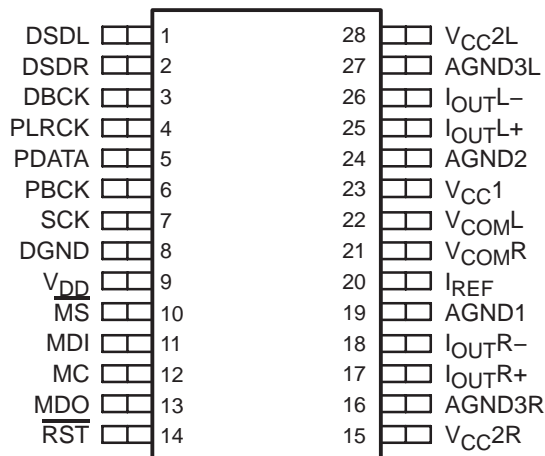 DSDL 1 28 VCC2L
DSDR 2 27 AGND3L
DBCK 3 26 IOUTL−
PLRCK 4 25 IOUTL+
PDATA 5 24 AGND2
PBCK 6 23 VCC1
SCK 7 22 VCOML
DGND 8 21 VCOMR
VDD 9 20 IREF
MS 10 19 AGND1
MDI 11 18 IOUTR−
MC 12 17 IOUTR+
MDO 13 16 AGND3R
RST 14 15 VCC2R